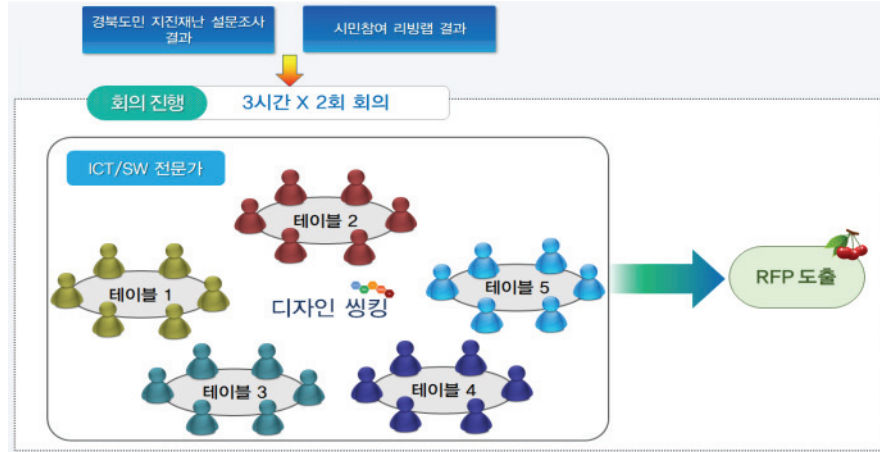 경북도민 지진재난 설문조사
결과
시민참여 리빙랩 결과
회의 진행
3시간 X 2회 회의
ICT/SW 전문가
테이블 2
테이블 1
테이블 5
디자인 씽킹
테이블 3
테이블 4
RFP 도출